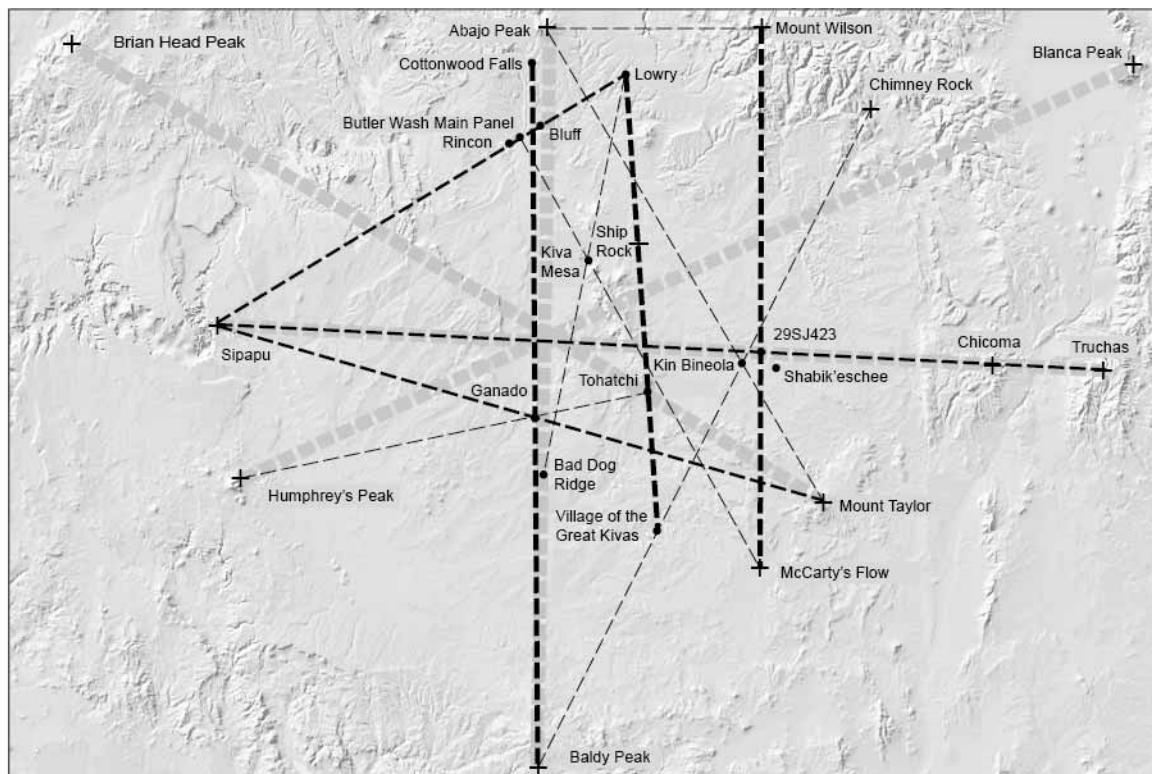 Abajo Peak
Mount Wilson
Brian Head Peak
Blanca Peak
Cottonwood Falls
Lowry
Chimney Rock
Butler Wash Main Panel
Rincon
Bluff
Ship
Rock
Kiva
Mesa
29SJ423
Chicoma
Truchas
Sipapu
Kin Bineola
Shabik'eschee
Tohatchi
Ganado
Bad Dog
Ridge
Humphrey's Peak
Mount Taylor
Village of the
Great Kivas
McCarty's Flow
Baldy Peak